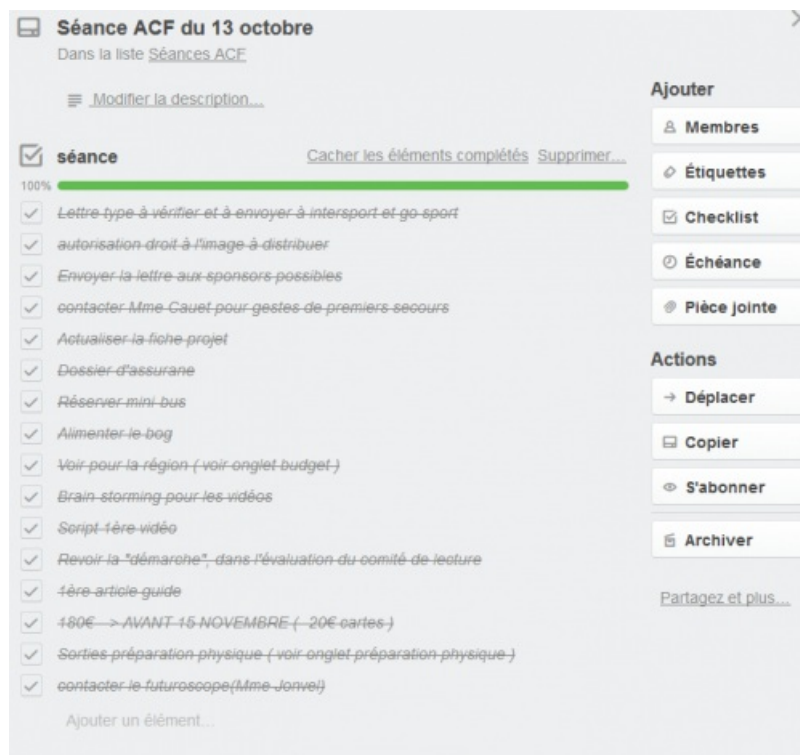 Séance ACF du 13 octobre
Dans la liste Séances ACF
Modifier la description...
séance Cacher les éléments complétés Supprimer...
100%
Lettre type à vérifier et à envoyer à intersport et go sport
autorisation droit à l'image à distribuer
Envoyer la lettre aux sponsors possibles
contacter Mme Cauet pour gestes de premiers secours
Actualiser la fiche projet
Dossier d'assurane
Réserver mini bus
Alimenter le bog
Voir pour la région ( voir onglet budget )
Brain storming pour les vidéos
Script 1ère vidéo
Revoir la "démarche", dans l'évaluation du comité de lecture
1ère article guide
180€ -> AVANT 15 NOVEMBRE ( 20€ cartes )
Sorties préparation physique ( voir onglet préparation physique )
contacter le futuroscope(Mme Jonvel)
Ajouter un élément...
Ajouter
Membres
Étiquettes
Checklist
Échéance
Pièce jointe
Actions
Déplacer
Copier
S'abonner
Archiver
Partagez et plus...